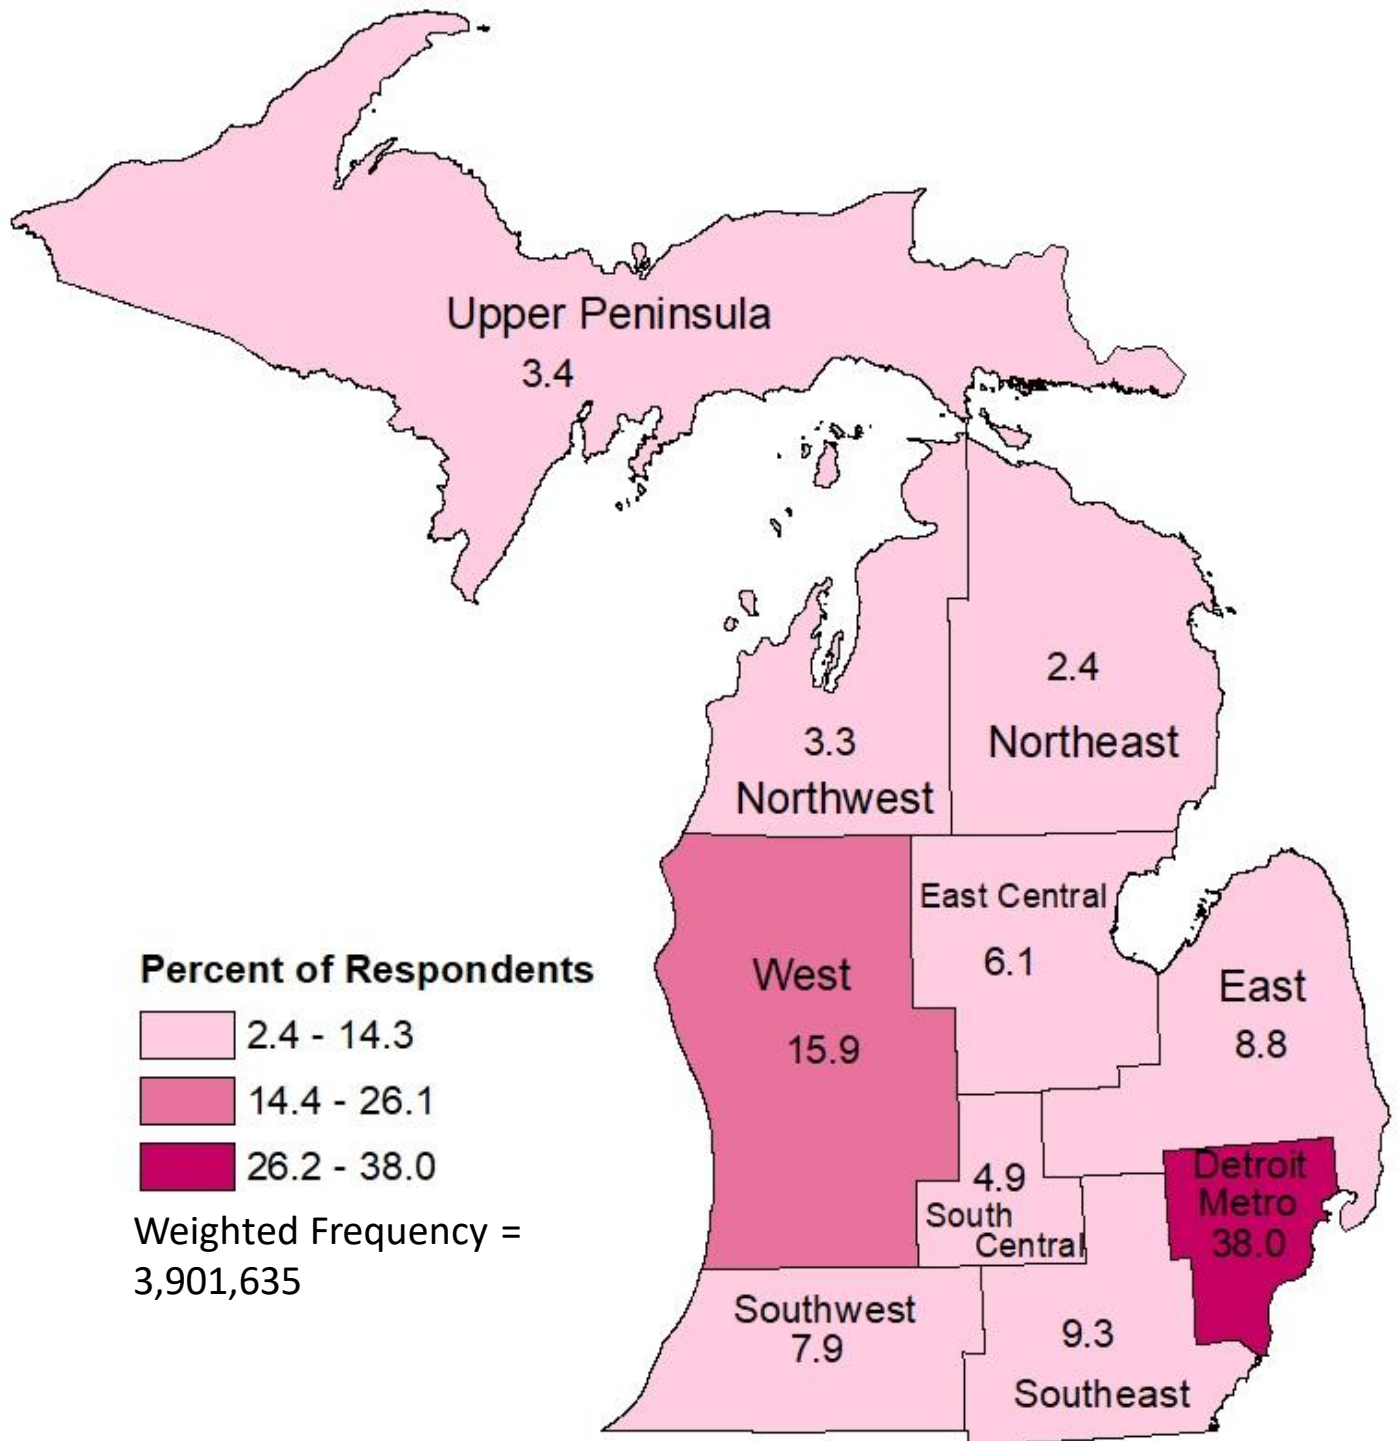 Upper Peninsula
3.4
2.4
Northeast
3.3
Northwest
East Central
6.1
West
15.9
East
8.8
Percent of Respondents
2.4 - 14.3
14.4 - 26.1
26.2 - 38.0
Weighted Frequency =
3,901,635
4.9
South
Central
Detroit
Metro
38.0
Southwest
7.9
9.3
Southeast